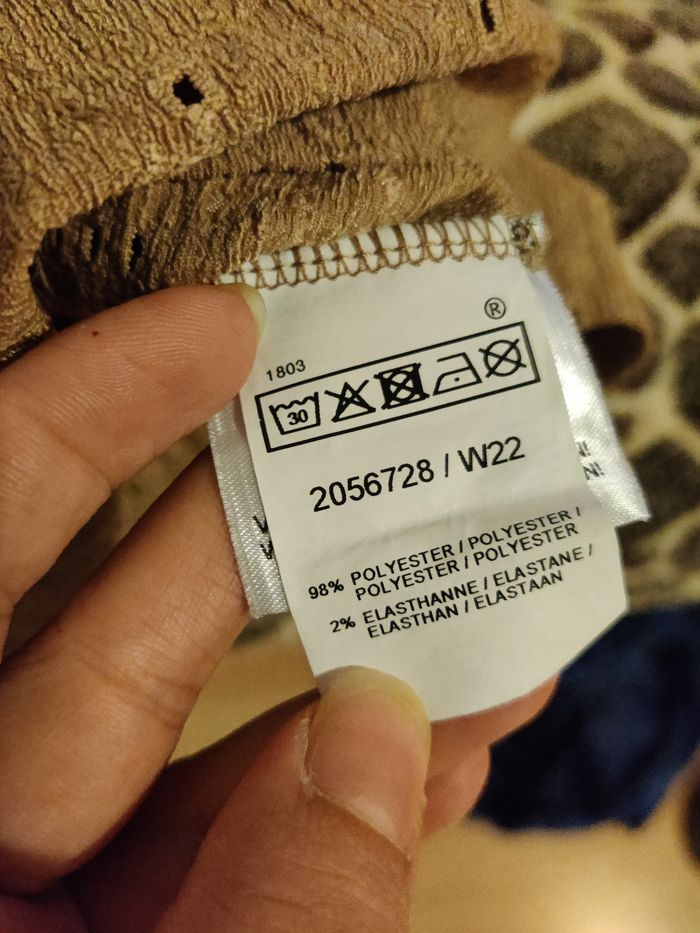 ®
1803
30
2056728 / W22
98% POLYESTER / POLYESTER /
POLYESTER / POLYESTER
2% ELASTHANNE / ELASTANE /
ELASTHAN / ELASTAAN